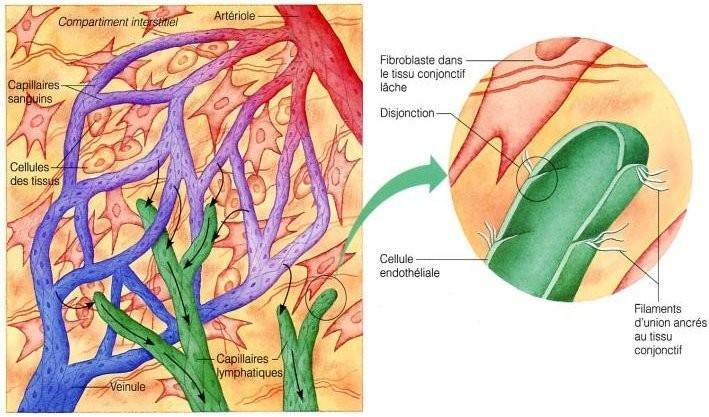 Compartiment interstitiel
Artériole
Capillaires
sanguins
Cellules
des tissus
Capillaires
lymphatiques
Veinule
Fibroblaste dans
le tissu conjonctif
lâche
Disjonction
Cellule
endothéliale
Filaments
d'union ancrés
au tissu
conjonctif